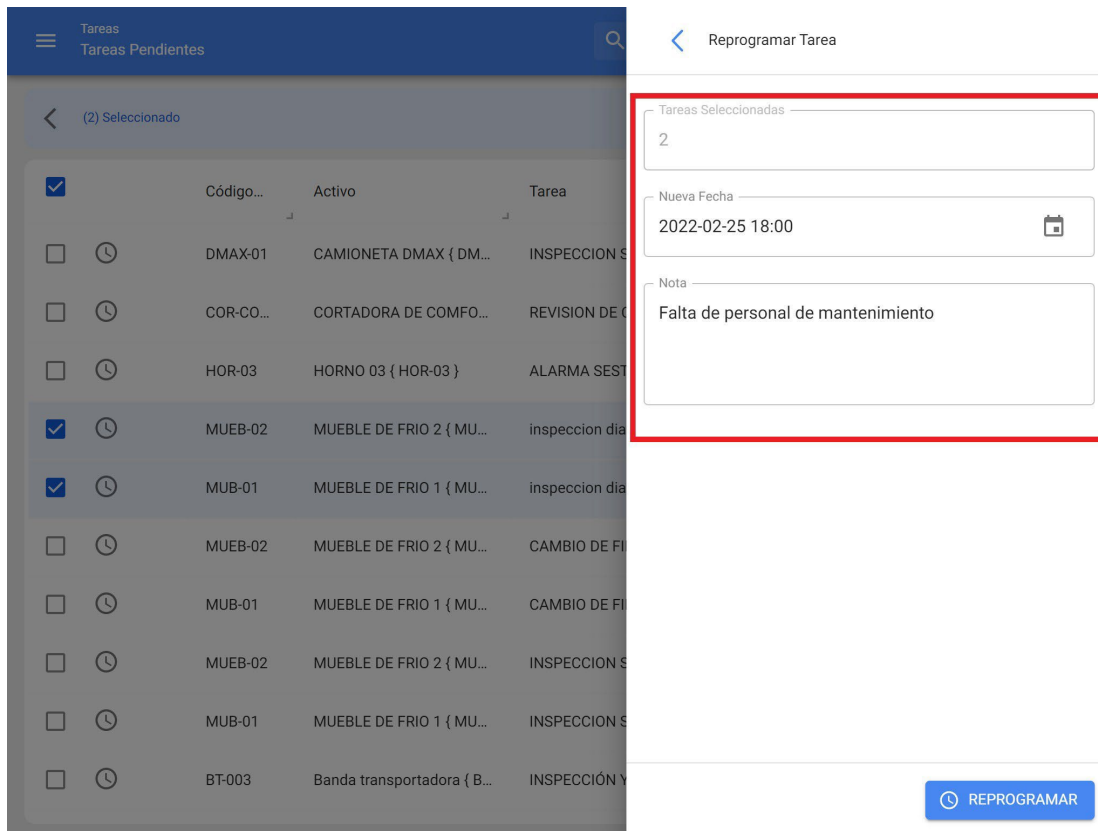 Tareas
Tareas Pendientes
Reprogramar Tarea
(2) Seleccionado
Tareas Seleccionadas
2
Nueva Fecha
2022-02-25 18:00
Nota
Falta de personal de mantenimiento
Código... Activo Tarea
DMAX-01 CAMIONETA DMAX { DM... INSPECCION S
COR-CO... CORTADORA DE COMFO... REVISION DE
HOR-03 HORNO 03 { HOR-03 } ALARMA SEST
MUEB-02 MUEBLE DE FRIO 2 { MU... inspeccion dia
MUB-01 MUEBLE DE FRIO 1 { MU... inspeccion dia
MUEB-02 MUEBLE DE FRIO 2 { MU... CAMBIO DE FI
MUB-01 MUEBLE DE FRIO 1 { MU... CAMBIO DE FI
MUEB-02 MUEBLE DE FRIO 2 { MU... INSPECCION S
MUB-01 MUEBLE DE FRIO 1 { MU... INSPECCION S
BT-003 Banda transportadora { B... INSPECCIÓN Y
REPROGRAMAR